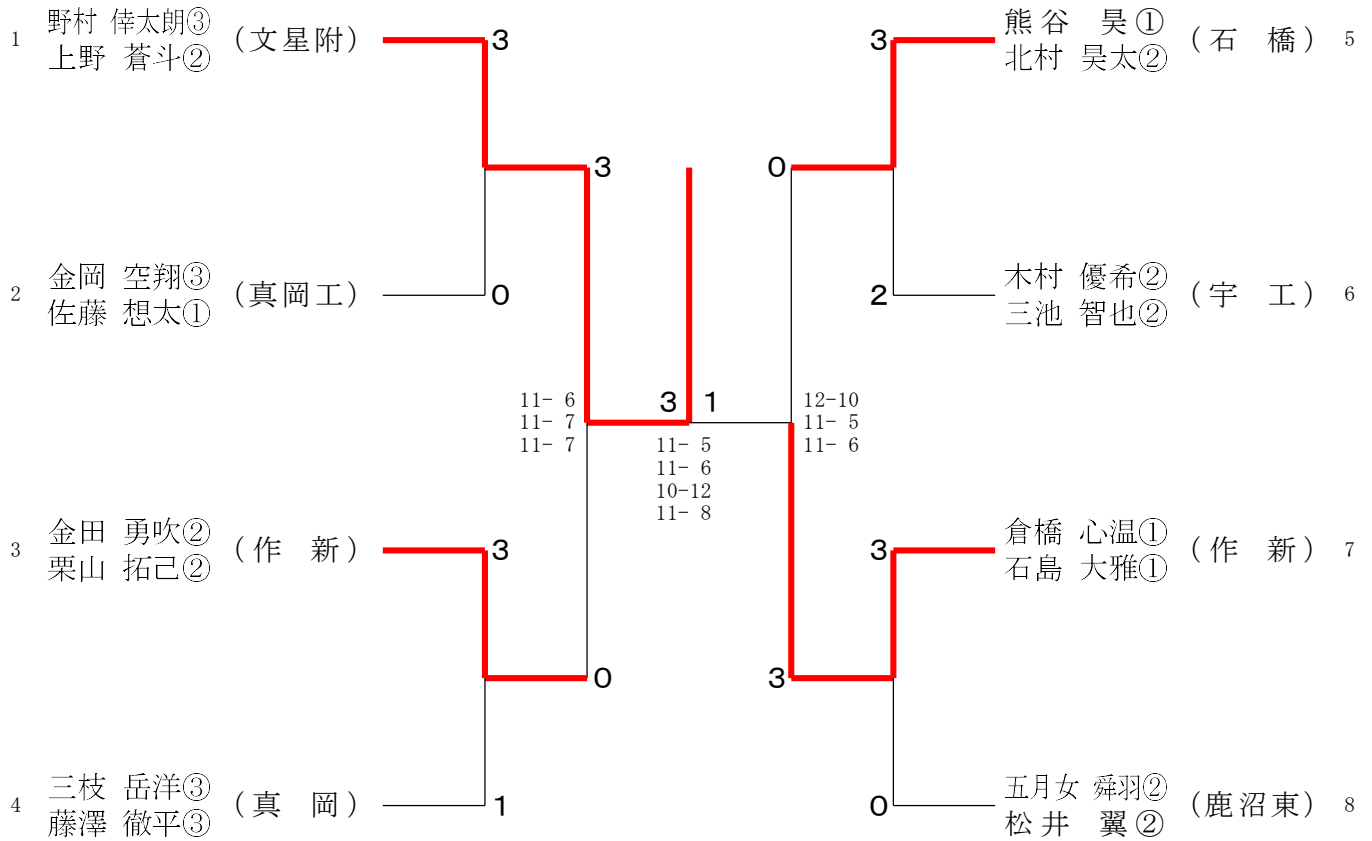 1 野村 倖太朗③ (文星附) 3
上野 蒼斗②
3
2 金岡 空翔③ (真岡工) 0
佐藤 想太①
11- 6
11- 7
11- 7
3 金田 勇吹② (作 新) 3
栗山 拓己②
0
4 三枝 岳洋③ (真 岡) 1
藤澤 徹平③
3 1
11- 5
11- 6
10-12
11- 8
3 熊谷 昊① (石 橋) 5
北村 昊太②
0
2 木村 優希② (宇 工) 6
三池 智也②
12-10
11- 5
11- 6
3 倉橋 心温① (作 新) 7
石島 大雅①
3
0 五月女 舜羽② (鹿沼東) 8
松井 翼②